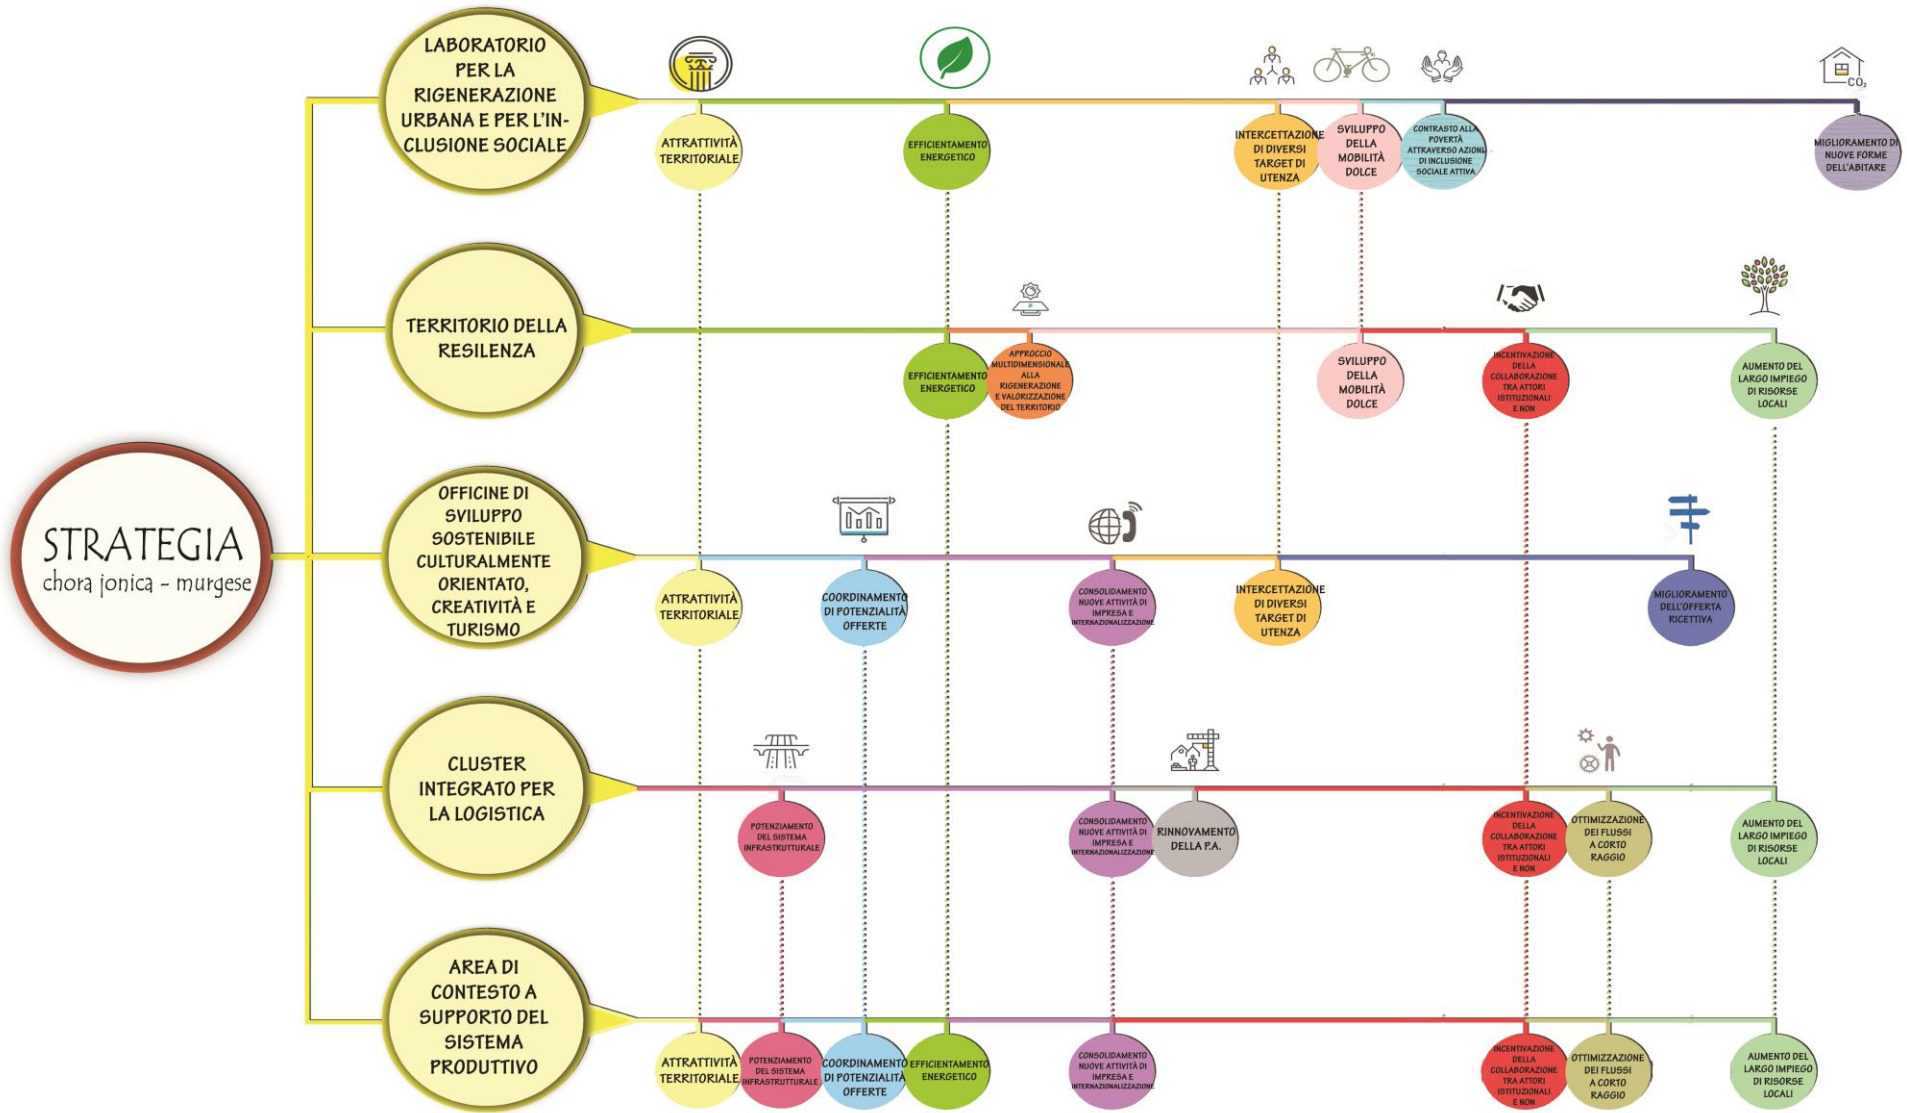 STRATEGIA
chora jonica - murgese
LABORATORIO
PER LA
RIGENERAZIONE
URBANA E PER L'IN-
CLUSIONE SOCIALE
ATTRATTIVITÀ
TERRITORIALE
EFFICIENTAMENTO
ENERGETICO
INTERCETTAZIONE
DI DIVERSI
TARGET DI
UTENZA
SVILUPPO
DELLA
MOBILITÀ
DOLCE
CONTRASTO ALLA
POVERTÀ
ATTRAVERSO AZIONI
DI INCLUSIONE
SOCIALE ATTIVA
CO₂
MIGLIORAMENTO DI
NUOVE FORME
DELL'ABITARE
TERRITORIO DELLA
RESILENZA
EFFICIENTAMENTO
ENERGETICO
APPROCCIO
MULTIDIMENSIONALE
ALLA
RIGENERAZIONE
E VALORIZZAZIONE
DEL TERRITORIO
SVILUPPO
DELLA
MOBILITÀ
DOLCE
INCENTIVAZIONE
DELLA
COLLABORAZIONE
TRA ATTORI
ISTITUZIONALI
E NON
AUMENTO DEL
LARGO IMPIEGO
DI RISORSE
LOCALI
OFFICINE DI
SVILUPPO
SOSTENIBILE
CULTURALMENTE
ORIENTATO,
CREATIVITÀ E
TURISMO
ATTRATTIVITÀ
TERRITORIALE
COORDINAMENTO
DI POTENZIALITÀ
OFFERTE
CONSOLIDAMENTO
NUOVE ATTIVITÀ DI
IMPRESA E
INTERNAZIONALIZZAZIONE
INTERCETTAZIONE
DI DIVERSI
TARGET DI
UTENZA
MIGLIORAMENTO
DELL'OFFERTA
RICETTIVA
CLUSTER
INTEGRATO PER
LA LOGISTICA
POTENZIAMENTO
DEL SISTEMA
INFRASTRUTTURALE
CONSOLIDAMENTO
NUOVE ATTIVITÀ DI
IMPRESA E
INTERNAZIONALIZZAZIONE
RINNOVAMENTO
DELLA P.A.
INCENTIVAZIONE
DELLA
COLLABORAZIONE
TRA ATTORI
ISTITUZIONALI
E NON
OTTIMIZZAZIONE
DEI FLUSSI
A CORTO
RAGGIO
AUMENTO DEL
LARGO IMPIEGO
DI RISORSE
LOCALI
AREA DI
CONTESTO A
SUPPORTO DEL
SISTEMA
PRODUTTIVO
ATTRATTIVITÀ
TERRITORIALE
POTENZIAMENTO
DEL SISTEMA
INFRASTRUTTURALE
COORDINAMENTO
DI POTENZIALITÀ
OFFERTE
EFFICIENTAMENTO
ENERGETICO
CONSOLIDAMENTO
NUOVE ATTIVITÀ DI
IMPRESA E
INTERNAZIONALIZZAZIONE
INCENTIVAZIONE
DELLA
COLLABORAZIONE
TRA ATTORI
ISTITUZIONALI
E NON
OTTIMIZZAZIONE
DEI FLUSSI
A CORTO
RAGGIO
AUMENTO DEL
LARGO IMPIEGO
DI RISORSE
LOCALI